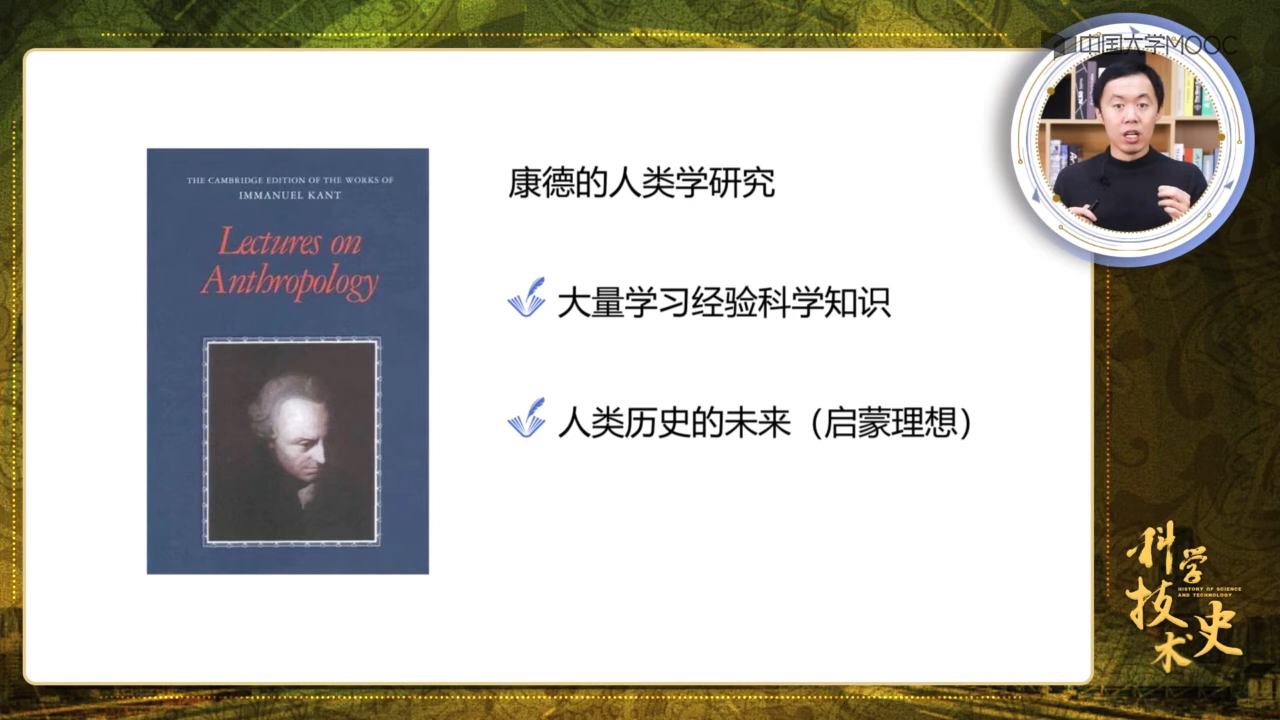 中国大学MOOC
THE CAMBRIDGE EDITION OF THE WORKS OF
IMMANUEL KANT
Lectures on
Anthropology
康德的人类学研究
大量学习经验科学知识
人类历史的未来（启蒙理想）
科学
技术史
HISTORY OF SCIENCE
AND TECHNOLOGY